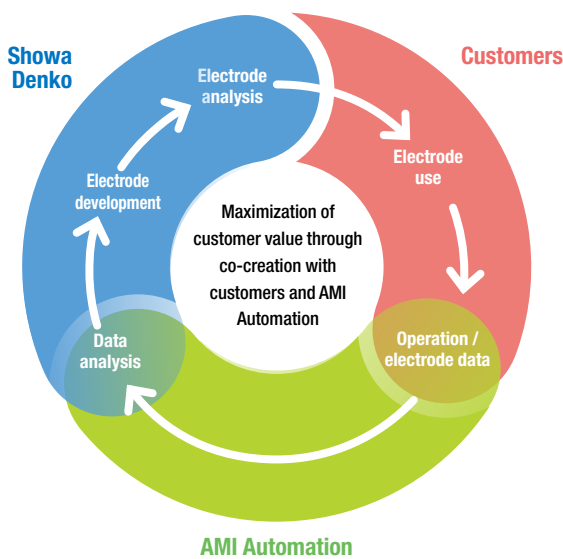 Showa
Denko
Customers
Electrode
analysis
Electrode
use
Electrode
development
Maximization of
customer value through
co-creation with
customers and AMI
Automation
Data
analysis
Operation /
electrode data
AMI Automation